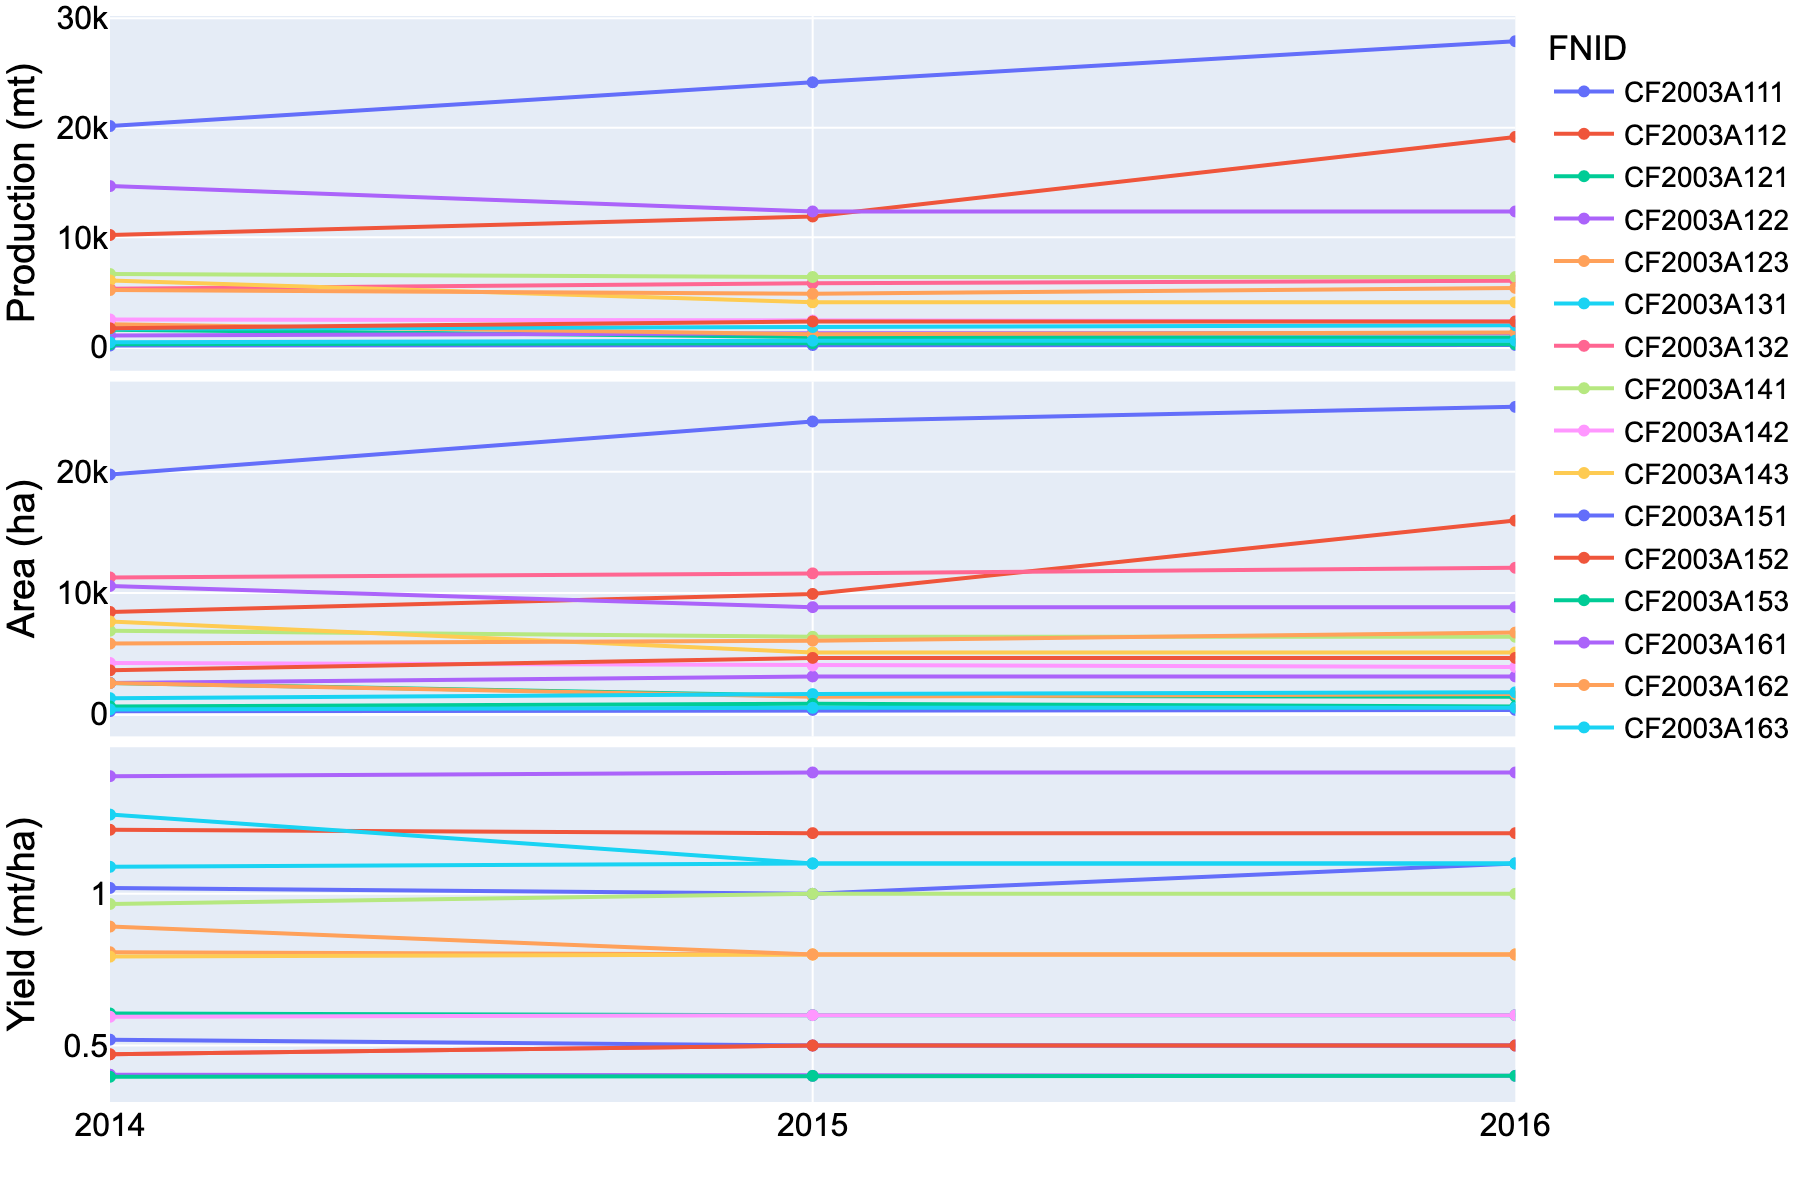 Production (mt)
30k
20k
10k
0
Area (ha)
20k
10k
0
Yield (mt/ha)
1
0.5
2014
2015
2016
FNID
CF2003A111
CF2003A112
CF2003A121
CF2003A122
CF2003A123
CF2003A131
CF2003A132
CF2003A141
CF2003A142
CF2003A143
CF2003A151
CF2003A152
CF2003A153
CF2003A161
CF2003A162
CF2003A163